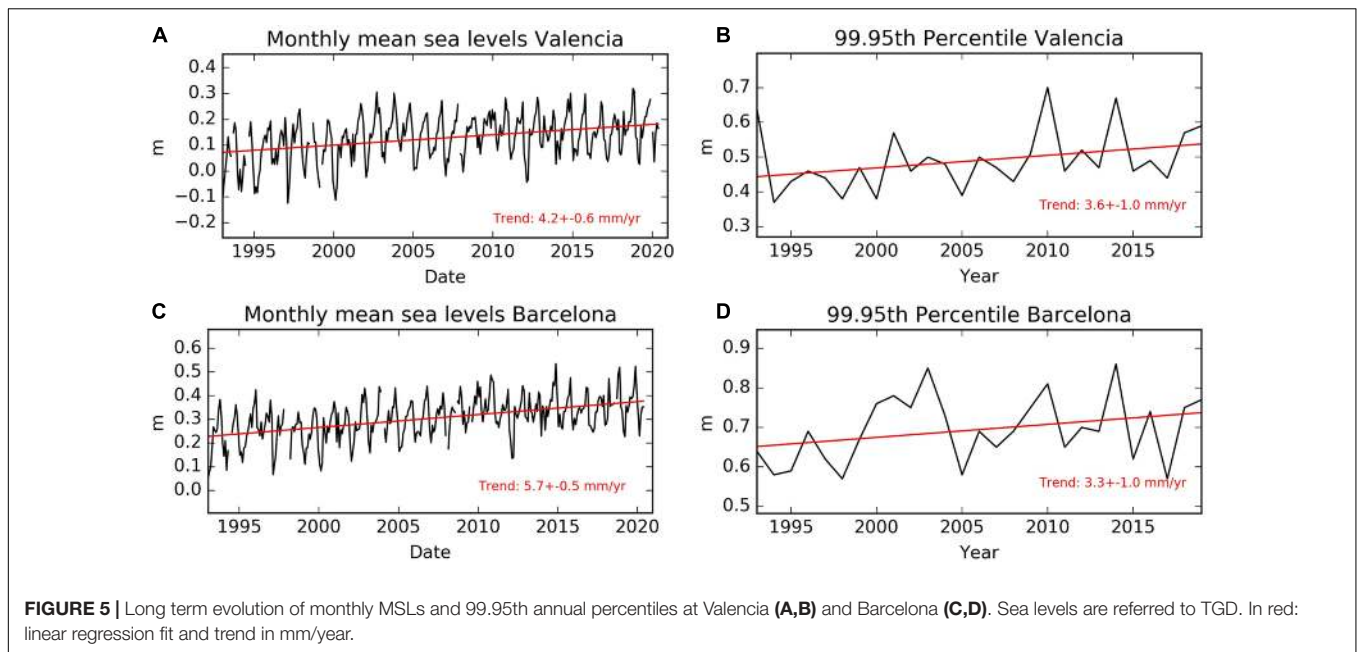 A
Monthly mean sea levels Valencia
0.4
0.3
0.2
0.1
0.0
−0.1
−0.2
m
1995 2000 2005 2010 2015 2020
Date
Trend: 4.2+-0.6 mm/yr
B
99.95th Percentile Valencia
0.7
0.6
0.5
0.4
0.3
m
1995 2000 2005 2010 2015
Year
Trend: 3.6+-1.0 mm/yr
C
Monthly mean sea levels Barcelona
0.6
0.5
0.4
0.3
0.2
0.1
0.0
m
1995 2000 2005 2010 2015 2020
Date
Trend: 5.7+-0.5 mm/yr
D
99.95th Percentile Barcelona
0.9
0.8
0.7
0.6
0.5
m
1995 2000 2005 2010 2015
Year
Trend: 3.3+-1.0 mm/yr
FIGURE 5 | Long term evolution of monthly MSLs and 99.95th annual percentiles at Valencia (A,B) and Barcelona (C,D). Sea levels are referred to TGD. In red:
linear regression fit and trend in mm/year.